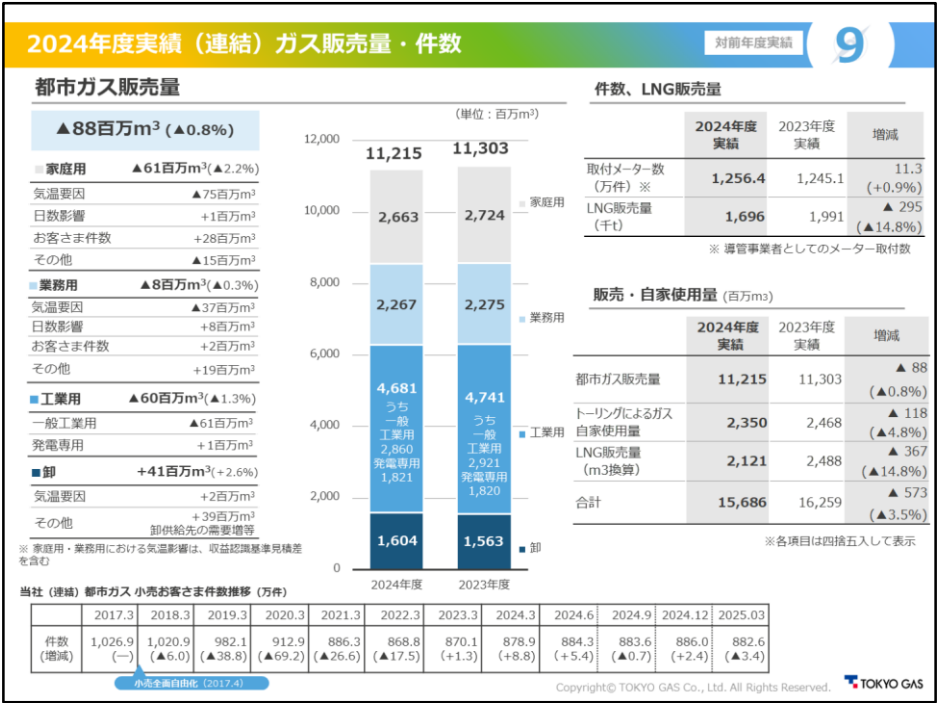 2024年度実績（連結）ガス販売量・件数
対前年度実績
9
都市ガス販売量
▲88百万m³ (▲0.8%)
家庭用 ▲61百万m³(▲2.2%)
気温要因 ▲75百万m³
日数影響 +1百万m³
お客さま件数 +28百万m³
その他 ▲15百万m³
業務用 ▲8百万m³(▲0.3%)
気温要因 ▲37百万m³
日数影響 +8百万m³
お客さま件数 +2百万m³
その他 +19百万m³
工業用 ▲60百万m³(▲1.3%)
一般工業用 ▲61百万m³
発電専用 +1百万m³
卸 +41百万m³(+2.6%)
気温要因 +2百万m³
その他 +39百万m³
卸供給先の需要増等
※ 家庭用・業務用における気温影響は、収益認識基準見積差
を含む
（単位：百万m³）
12,000
10,000
8,000
6,000
4,000
2,000
0
11,215
2,663
2,267
4,681
うち
一般
工業用
2,860
発電専用
1,821
1,604
2024年度
11,303
2,724
2,275
4,741
うち
一般
工業用
2,921
発電専用
1,820
1,563
2023年度
家庭用
業務用
工業用
卸
件数、LNG販売量
2024年度 2023年度 増減
実績 実績
取付メーター数 1,256.4 1,245.1 11.3
（万件）※ (+0.9%)
LNG販売量 1,696 1,991 ▲ 295
（千t） (▲14.8%)
※ 導管事業者としてのメーター取付数
販売・自家使用量 (百万m3)
2024年度 2023年度 増減
実績 実績
都市ガス販売量 11,215 11,303 ▲ 88
(▲0.8%)
トーリングによるガス ▲ 118
自家使用量 2,350 2,468 (▲4.8%)
LNG販売量 2,121 2,488 ▲ 367
（m3換算） (▲14.8%)
合計 15,686 16,259 ▲ 573
(▲3.5%)
※各項目は四捨五入して表示
当社（連結）都市ガス 小売お客さま件数推移（万件）
2017.3 2018.3 2019.3 2020.3 2021.3 2022.3 2023.3 2024.3 2024.6 2024.9 2024.12 2025.03
件数 1,026.9 1,020.9 982.1 912.9 886.3 868.8 870.1 878.9 884.3 883.6 886.0 882.6
(増減) (—) (▲6.0) (▲38.8) (▲69.2) (▲26.6) (▲17.5) (+1.3) (+8.8) (+5.4) (▲0.7) (+2.4) (▲3.4)
小売全面自由化（2017.4）
Copyright© TOKYO GAS Co., Ltd. All Rights Reserved.
TOKYO GAS